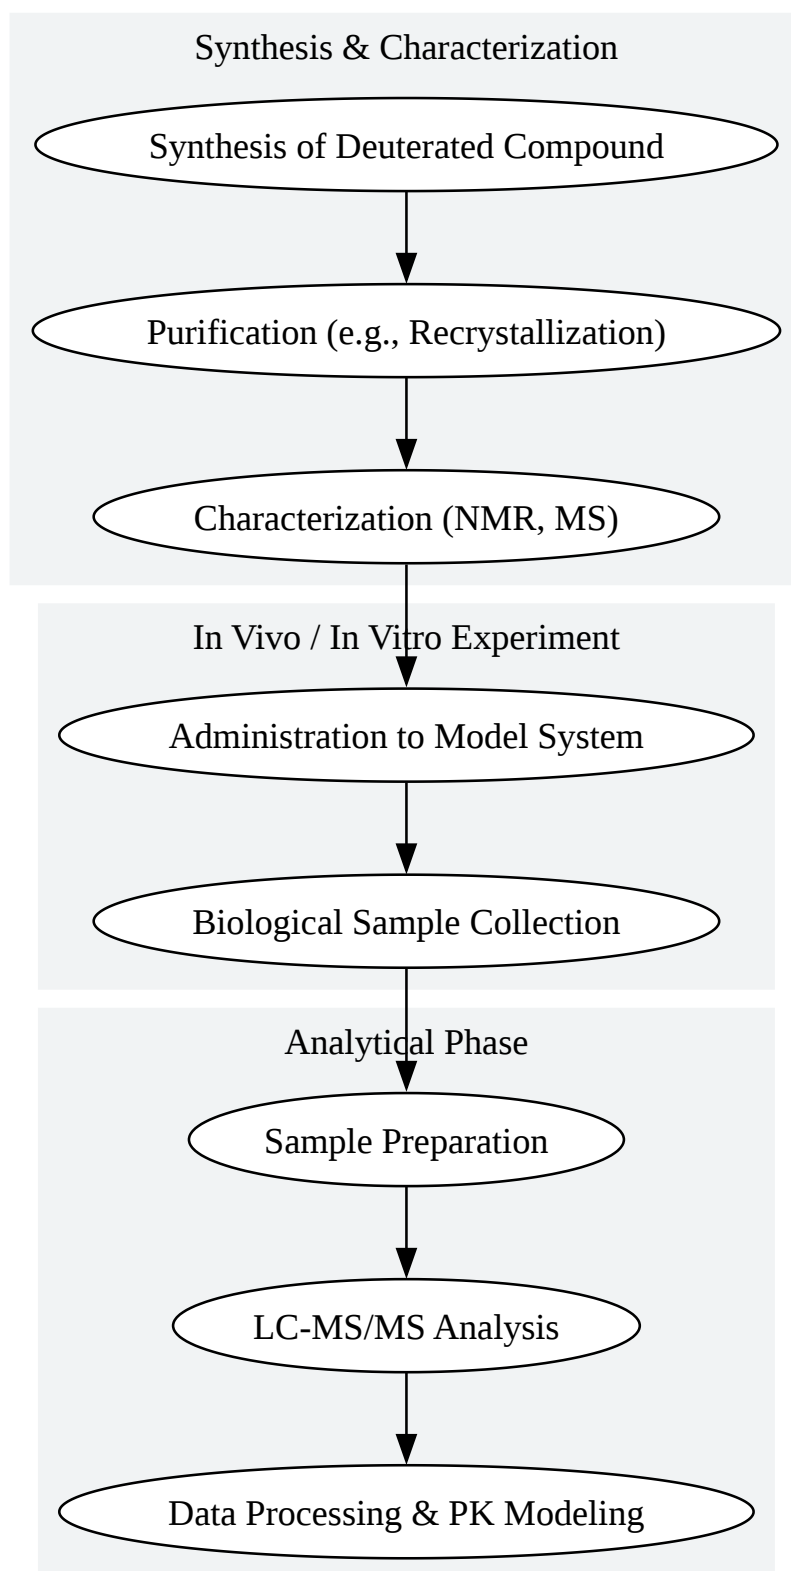 Synthesis & Characterization
Synthesis of Deuterated Compound
Purification (e.g., Recrystallization)
Characterization (NMR, MS)
In Vivo / In Vitro Experiment
Administration to Model System
Biological Sample Collection
Analytical Phase
Sample Preparation
LC-MS/MS Analysis
Data Processing & PK Modeling